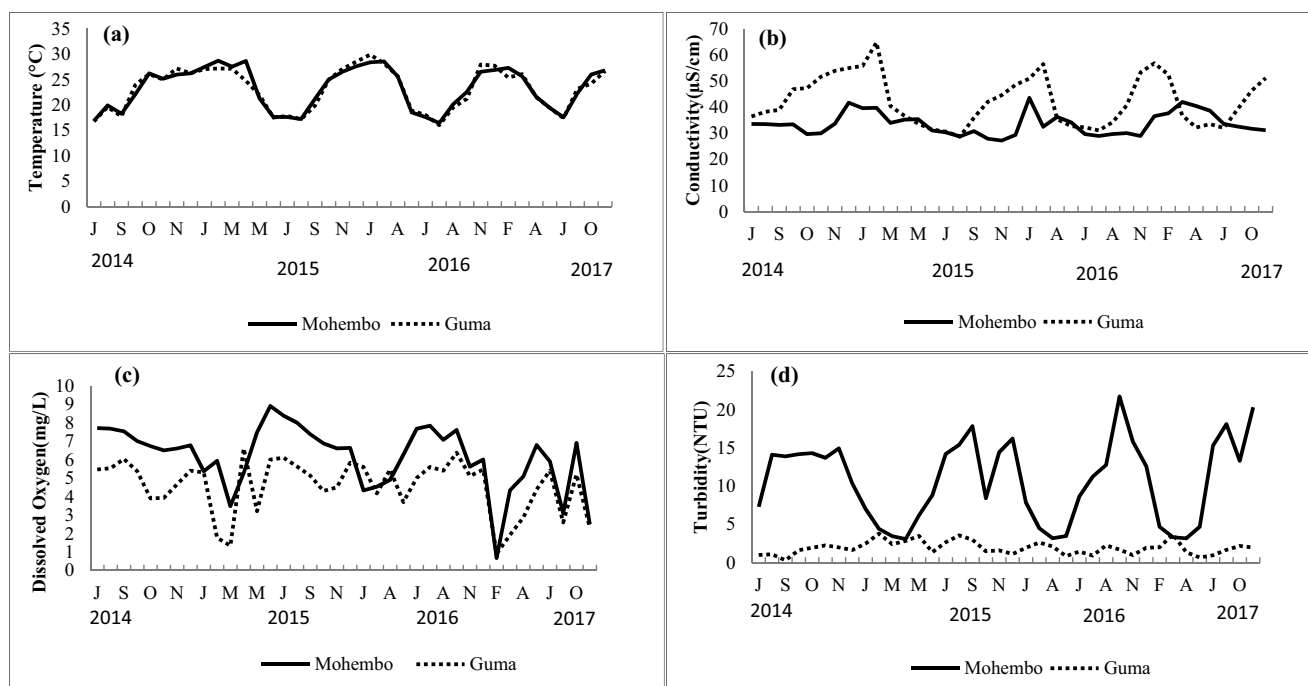 (a)
Temperature (°C)
35
30
25
20
15
10
5
0
J S O N J M M J S N J A J A N F A J O
2014 2015 2016 2017
Mohembo Guma
(b)
Conductivity(µS/cm)
70
60
50
40
30
20
10
0
J S O N J M M J S N J A J A N F A J O
2014 2015 2016 2017
Mohembo Guma
(c)
Dissolved Oxygen(mg/L)
10
9
8
7
6
5
4
3
2
1
0
J S O N J M M J S N J A J A N F A J O
2014 2015 2016 2017
Mohembo Guma
(d)
Turbidity(NTU)
25
20
15
10
5
0
J S O N J M M J S N J A J A N F A J O
2014 2015 2016 2017
Mohembo Guma